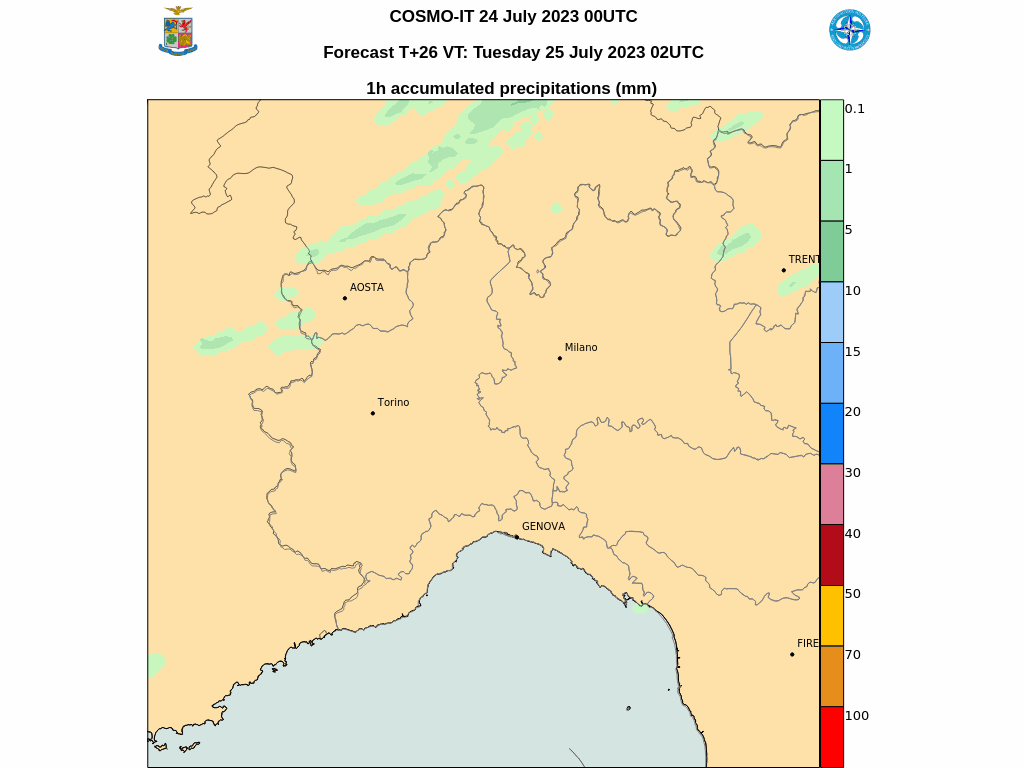 COSMO-IT 24 July 2023 00UTC
Forecast T+26 VT: Tuesday 25 July 2023 02UTC
1h accumulated precipitations (mm)
0.1
1
5
10
15
20
30
40
50
70
100
TRENT
AOSTA
Milano
Torino
GENOVA
FIRE